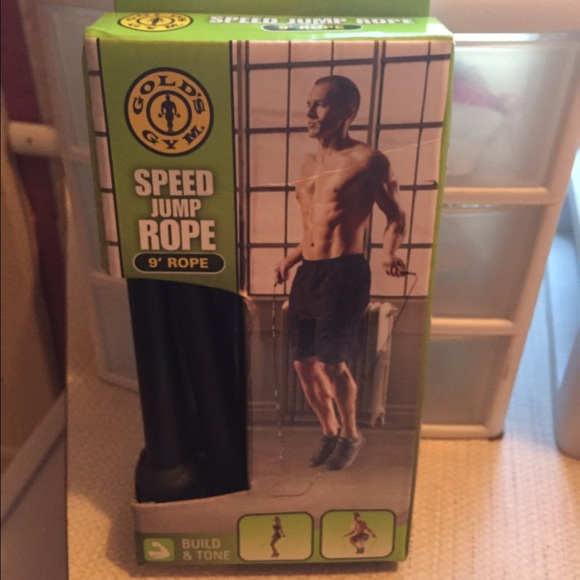 SPEED JUMP ROPE
9' ROPE
GOLD'S
GYM®
SPEED
JUMP
ROPE
9' ROPE
BUILD
& TONE